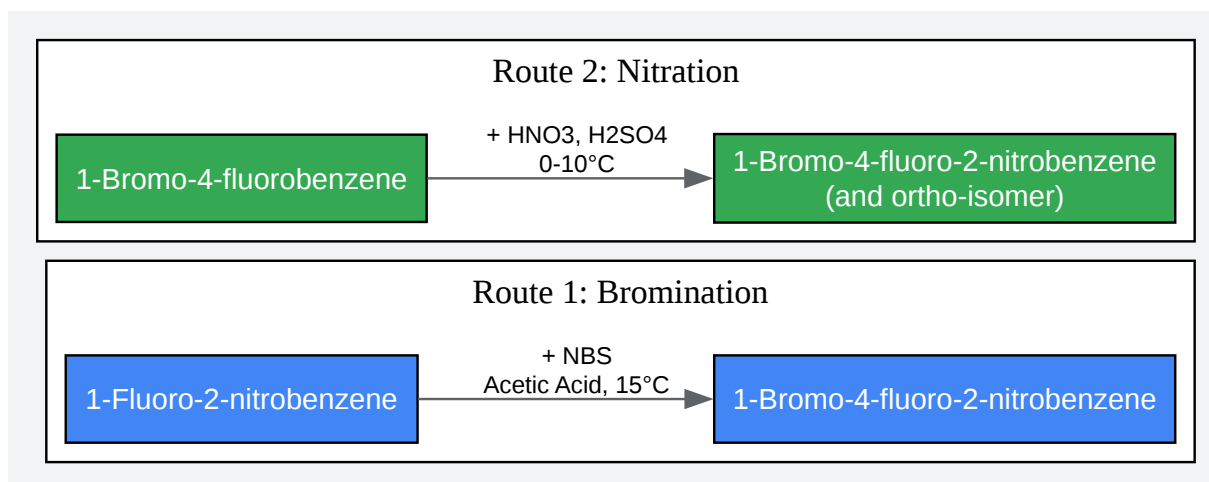 Route 2: Nitration
1-Bromo-4-fluorobenzene
+ HNO3, H2SO4
0-10°C
1-Bromo-4-fluoro-2-nitrobenzene
(and ortho-isomer)
Route 1: Bromination
1-Fluoro-2-nitrobenzene
+ NBS
Acetic Acid, 15°C
1-Bromo-4-fluoro-2-nitrobenzene